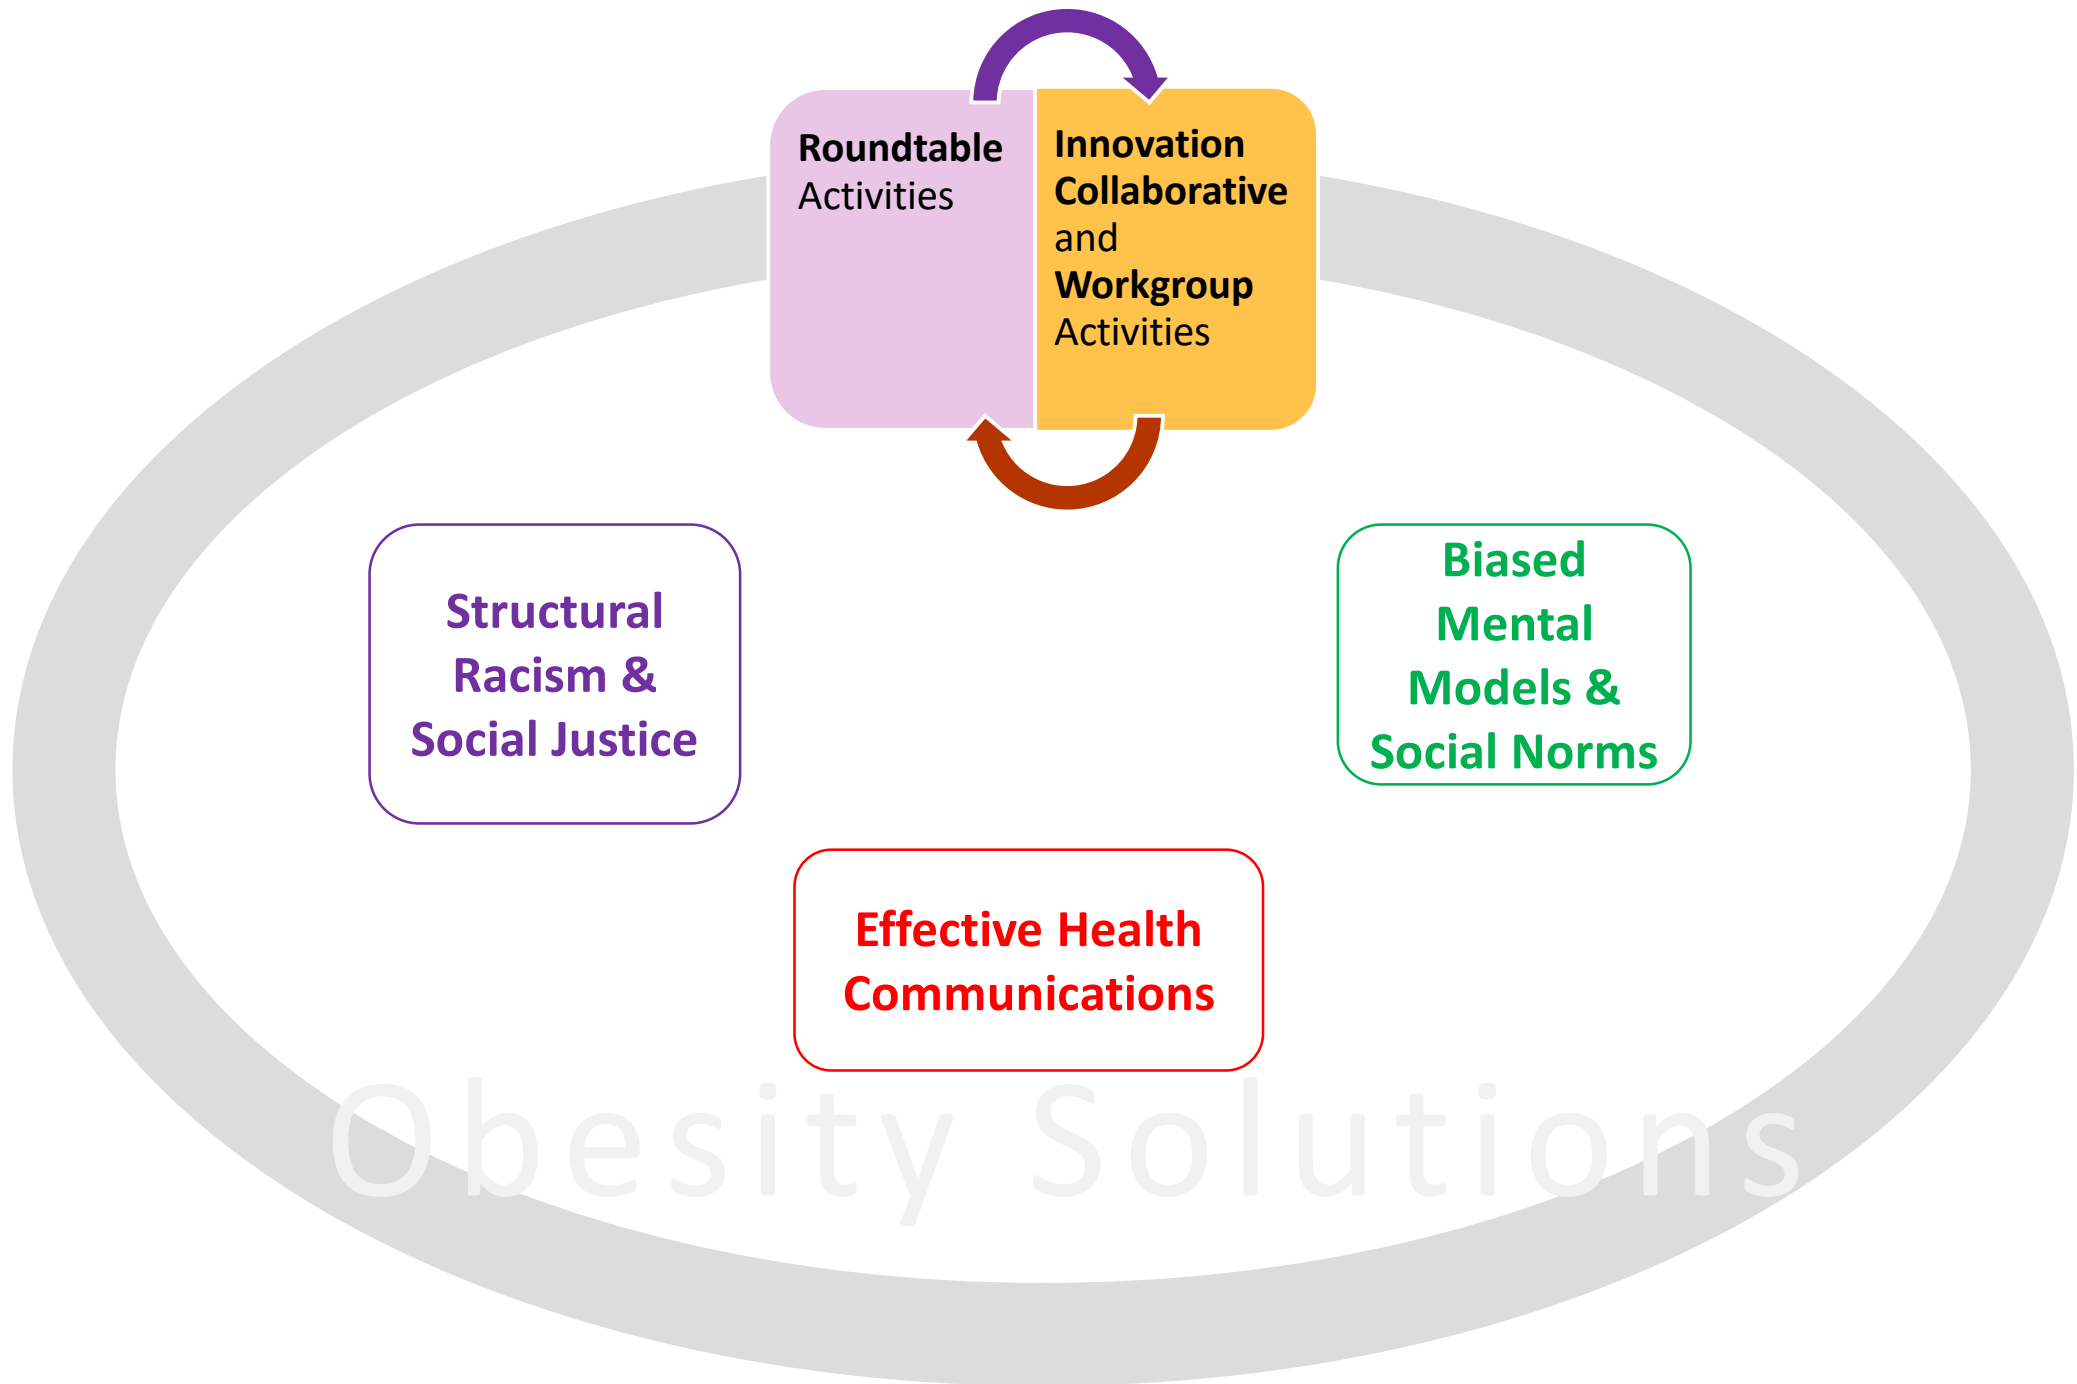 Roundtable
Activities
Innovation
Collaborative
and
Workgroup
Activities
Structural
Racism &
Social Justice
Biased
Mental
Models &
Social Norms
Effective Health
Communications
Obesity Solutions